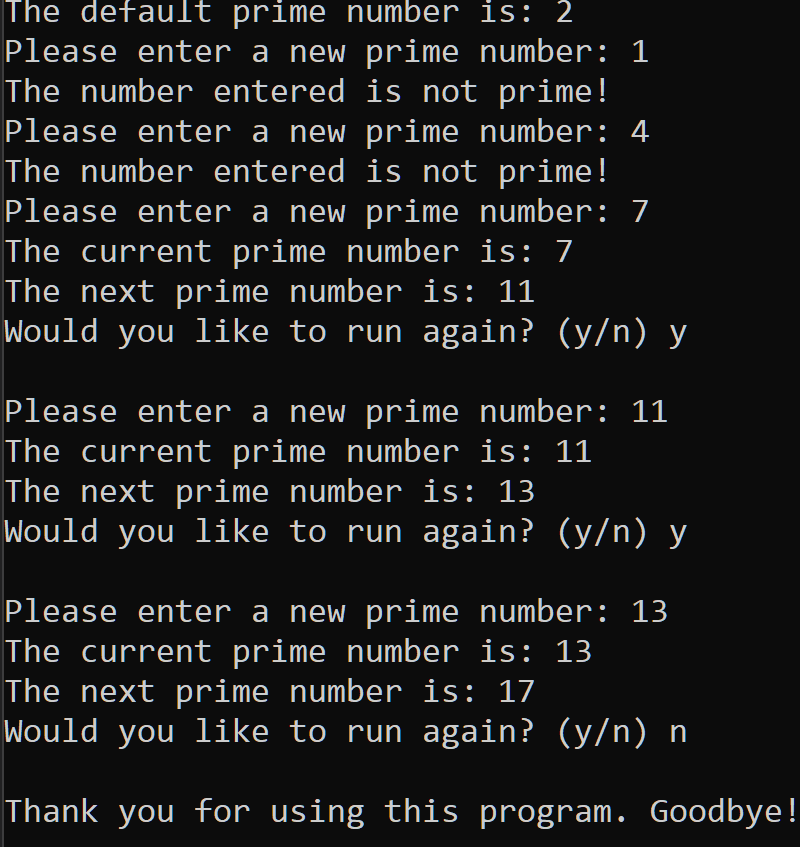 The default prime number is: 2
Please enter a new prime number: 1
The number entered is not prime!
Please enter a new prime number: 4
The number entered is not prime!
Please enter a new prime number: 7
The current prime number is: 7
The next prime number is: 11
Would you like to run again? (y/n) y
Please enter a new prime number: 11
The current prime number is: 11
The next prime number is: 13
Would you like to run again? (y/n) y
Please enter a new prime number: 13
The current prime number is: 13
The next prime number is: 17
Would you like to run again? (y/n) n
Thank you for using this program. Goodbye!